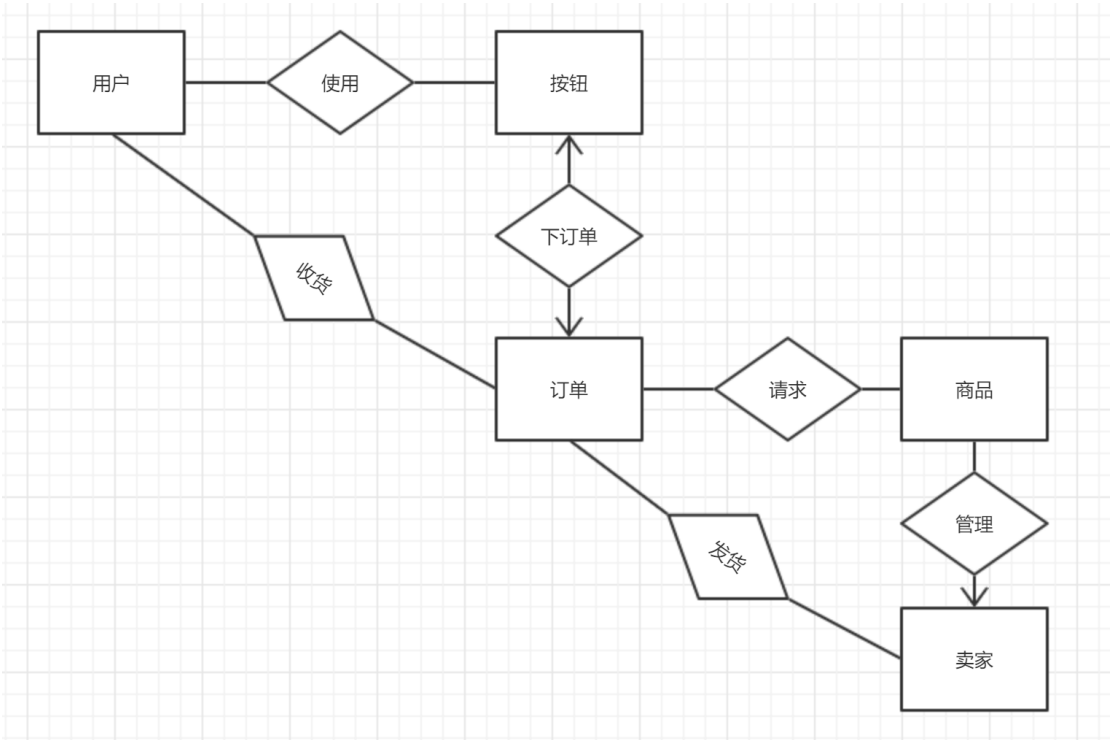 用户
使用
按钮
下订单
收货
订单
请求
商品
管理
发货
卖家